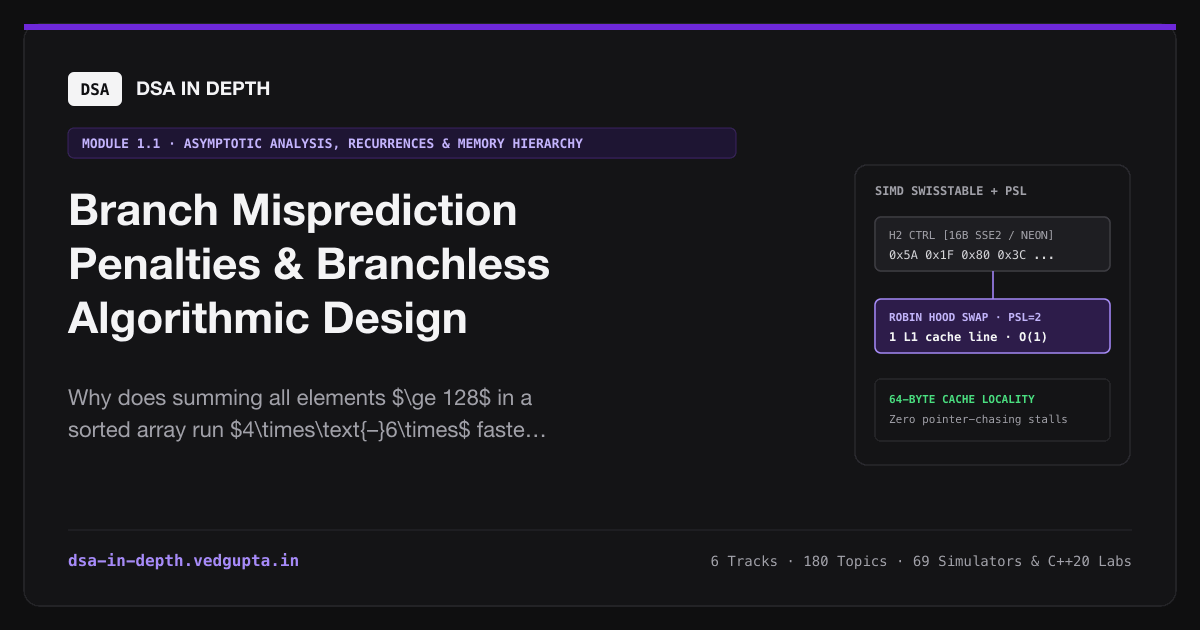 DSA
DSA IN DEPTH
MODULE 1.1 · ASYMPTOTIC ANALYSIS, RECURRENCES & MEMORY HIERARCHY
Branch Misprediction
Penalties & Branchless
Algorithmic Design
Why does summing all elements $\ge 128$ in a
sorted array run $4\times\text{–}6\times$ faste…
SIMD SWISSTABLE + PSL
H2 CTRL [16B SSE2 / NEON]
0x5A 0x1F 0x80 0x3C ...
ROBIN HOOD SWAP · PSL=2
1 L1 cache line · O(1)
64–BYTE CACHE LOCALITY
Zero pointer-chasing stalls
dsa-in-depth.vedgupta.in
6 Tracks · 180 Topics · 69 Simulators & C++20 Labs